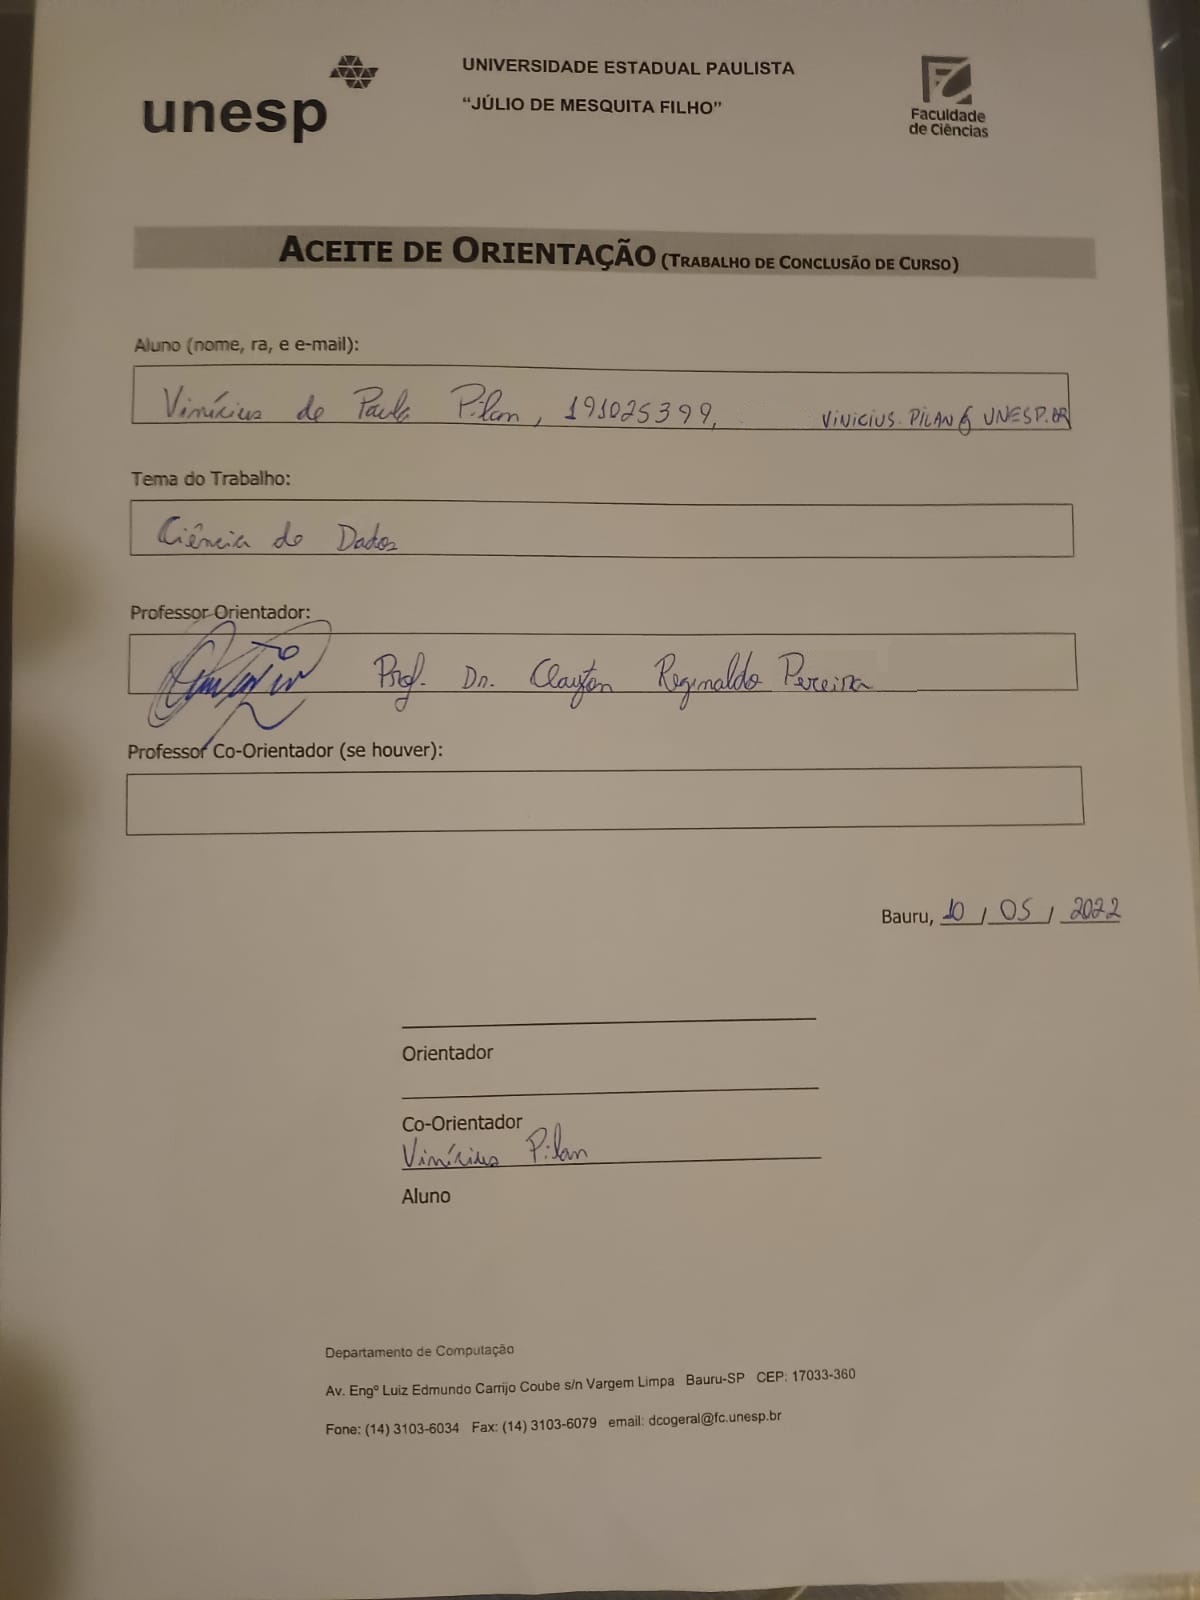 unesp
UNIVERSIDADE ESTADUAL PAULISTA
“JÚLIO DE MESQUITA FILHO”
Faculdade
de Ciências
ACEITE DE ORIENTAÇÃO (TRABALHO DE CONCLUSÃO DE CURSO)
Aluno (nome, ra, e e-mail):
Vinícius de Paula Pilan, 191025399, VINICIUS.PILAN@UNESP.BR
Tema do Trabalho:
Ciência de Dados
Professor Orientador:
Prof. Dr. Clayton Reginaldo Pereira
Professor Co-Orientador (se houver):
Bauru, 10 / 05 / 2022
Orientador
Co-Orientador
Vinícius Pilan
Aluno
Departamento de Computação
Av. Engº Luiz Edmundo Carrijo Coube s/n Vargem Limpa Bauru-SP CEP: 17033-360
Fone: (14) 3103-6034 Fax: (14) 3103-6079 email: dcogeral@fc.unesp.br